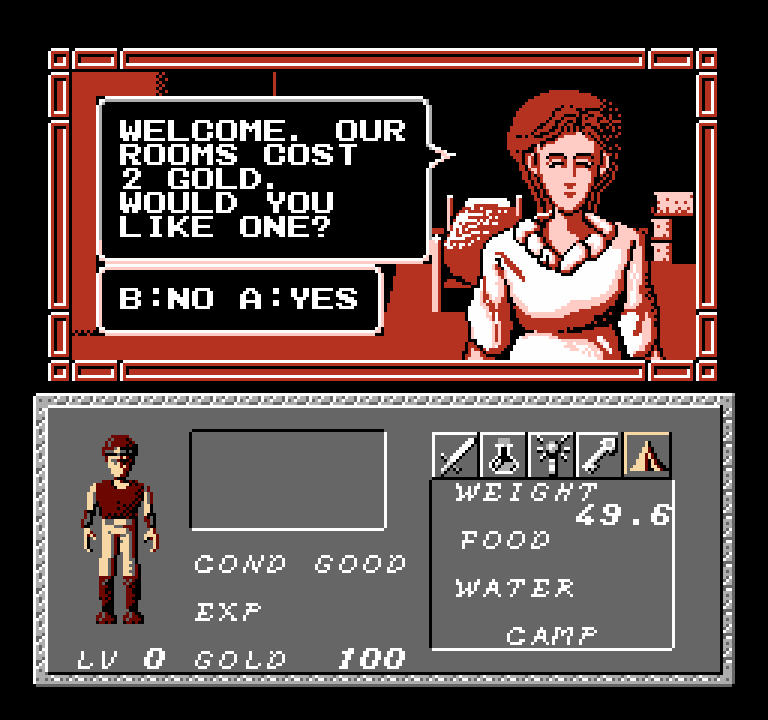 WELCOME. OUR
ROOMS COST
2 GOLD.
WOULD YOU
LIKE ONE?
B:NO A:YES
WEIGHT
49.6
FOOD
WATER
CAMP
COND GOOD
EXP
LV 0 GOLD 100